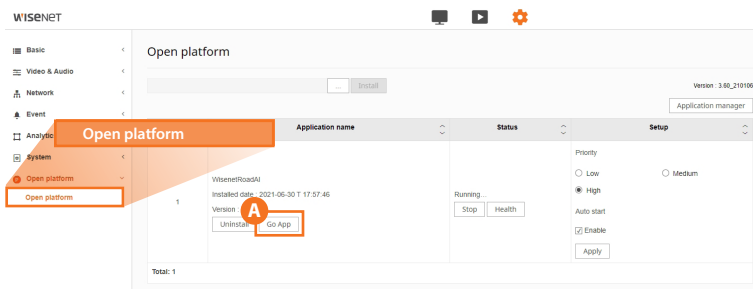 WISENET
Basic
Video & Audio
Network
Event
Analytic
System
Open platform
Open platform
Open platform
Open platform
... Install
Version : 3.60_210106
Application manager
Application name Status Setup
1
WisenetRoadAI
Installed date : 2021-06-30 T 17:57:46
Version :
Uninstall Go App
A
Running...
Stop Health
Priority
Low Medium
High
Auto start
Enable
Apply
Total: 1